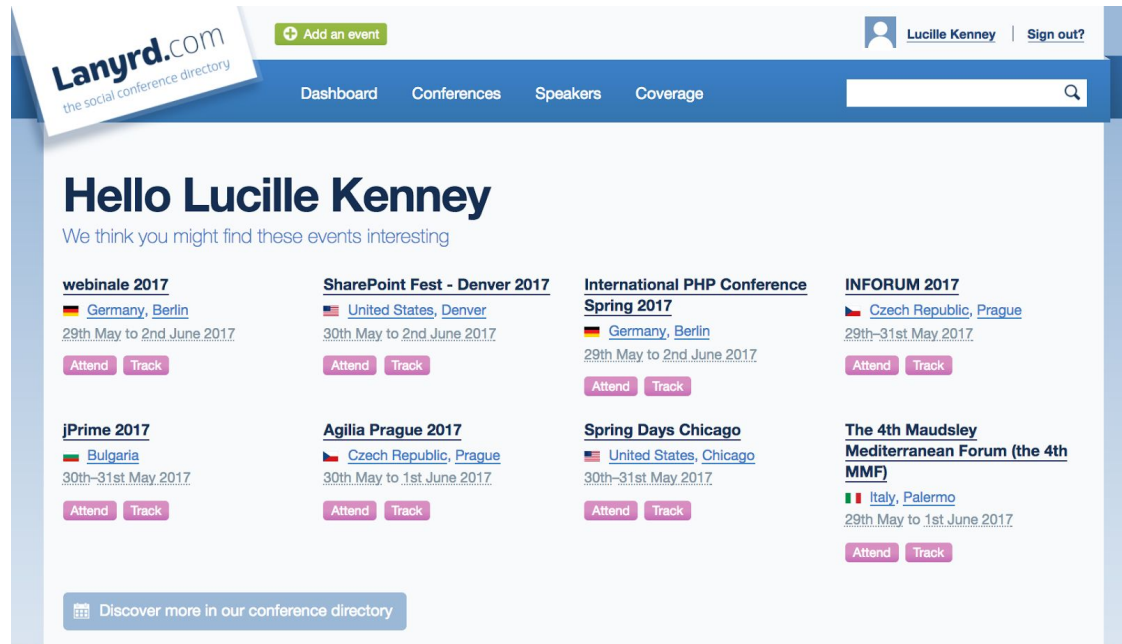 Lanyrd.com
the social conference directory
Add an event
Lucille Kenney | Sign out?
Dashboard Conferences Speakers Coverage
Hello Lucille Kenney
We think you might find these events interesting
webinale 2017
Germany, Berlin
29th May to 2nd June 2017
Attend Track
SharePoint Fest - Denver 2017
United States, Denver
30th May to 2nd June 2017
Attend Track
International PHP Conference
Spring 2017
Germany, Berlin
29th May to 2nd June 2017
Attend Track
INFORUM 2017
Czech Republic, Prague
29th–31st May 2017
Attend Track
jPrime 2017
Bulgaria
30th–31st May 2017
Attend Track
Agilia Prague 2017
Czech Republic, Prague
30th May to 1st June 2017
Attend Track
Spring Days Chicago
United States, Chicago
30th–31st May 2017
Attend Track
The 4th Maudsley
Mediterranean Forum (the 4th
MMF)
Italy, Palermo
29th May to 1st June 2017
Attend Track
Discover more in our conference directory